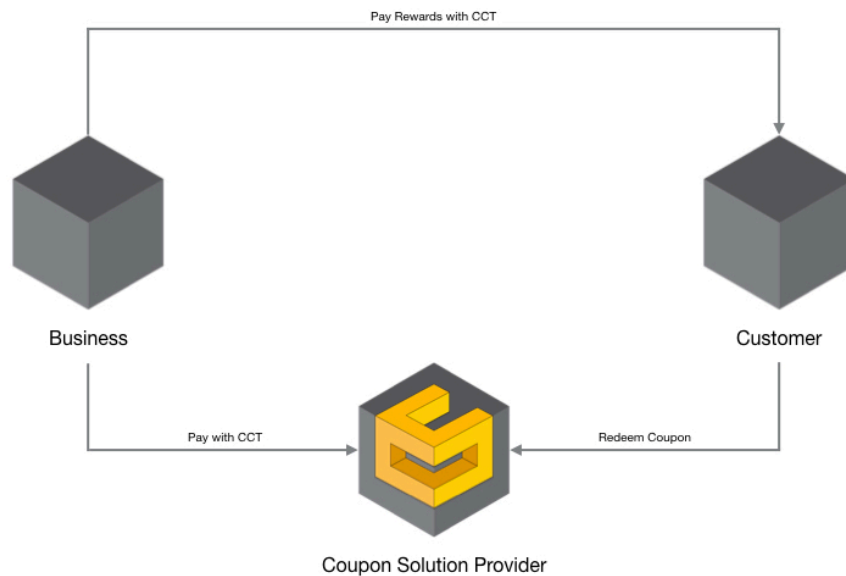 Pay Rewards with CCT
Business
Customer
Pay with CCT
Redeem Coupon
Coupon Solution Provider